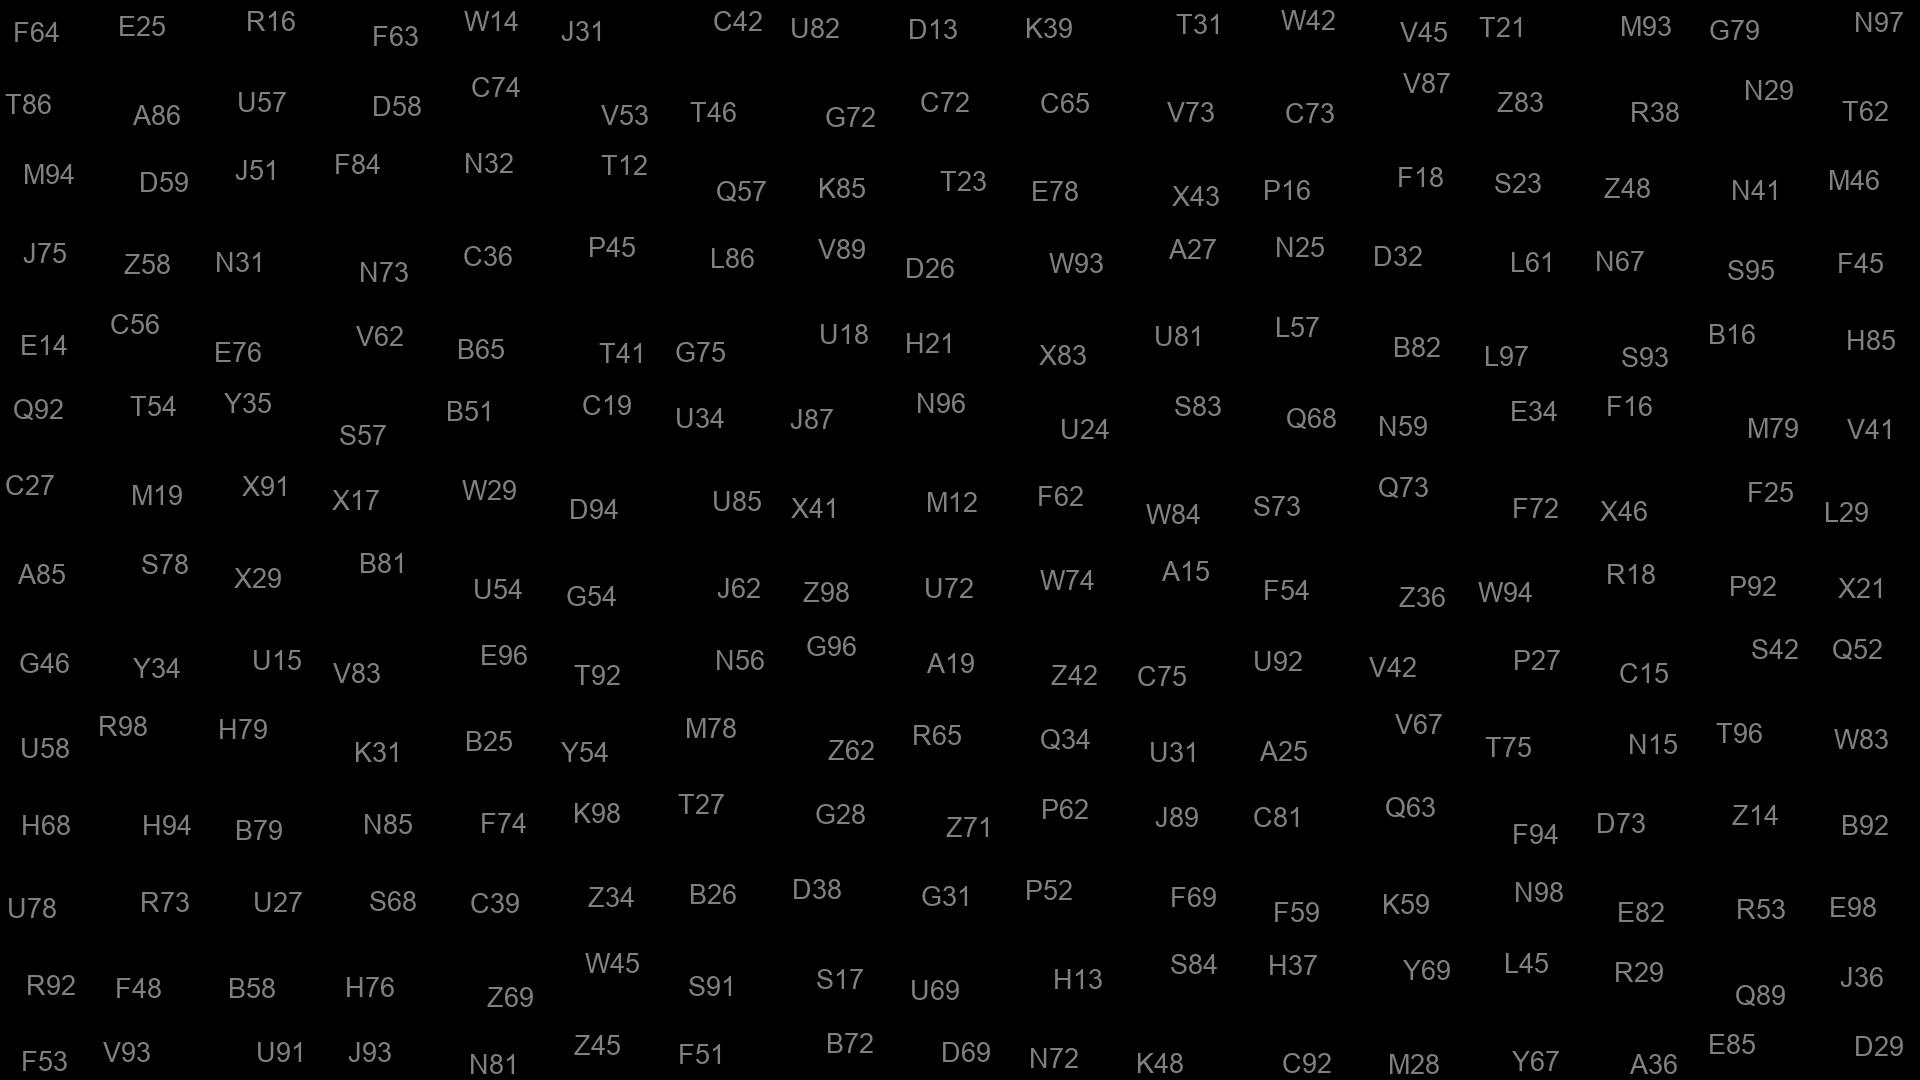 F64 E25 R16 F63 W14 J31 C42 U82 D13 K39 T31 W42 V45 T21 M93 G79 N97
T86 A86 U57 D58 C74 V53 T46 G72 C72 C65 V73 C73 V87 Z83 R38 N29 T62
M94 D59 J51 F84 N32 T12 Q57 K85 T23 E78 X43 P16 F18 S23 Z48 N41 M46
J75 Z58 N31 N73 C36 P45 L86 V89 D26 W93 A27 N25 D32 L61 N67 S95 F45
E14 C56 E76 V62 B65 T41 G75 U18 H21 X83 U81 L57 B82 L97 S93 B16 H85
Q92 T54 Y35 S57 B51 C19 U34 J87 N96 U24 S83 Q68 N59 E34 F16 M79 V41
C27 M19 X91 X17 W29 D94 U85 X41 M12 F62 W84 S73 Q73 F72 X46 F25 L29
A85 S78 X29 B81 U54 G54 J62 Z98 U72 W74 A15 F54 Z36 W94 R18 P92 X21
G46 Y34 U15 V83 E96 T92 N56 G96 A19 Z42 C75 U92 V42 P27 C15 S42 Q52
U58 R98 H79 K31 B25 Y54 M78 Z62 R65 Q34 U31 A25 V67 T75 N15 T96 W83
H68 H94 B79 N85 F74 K98 T27 G28 Z71 P62 J89 C81 Q63 F94 D73 Z14 B92
U78 R73 U27 S68 C39 Z34 B26 D38 G31 P52 F69 F59 K59 N98 E82 R53 E98
R92 F48 B58 H76 Z69 W45 S91 S17 U69 H13 S84 H37 Y69 L45 R29 Q89 J36
F53 V93 U91 J93 N81 Z45 F51 B72 D69 N72 K48 C92 M28 Y67 A36 E85 D29